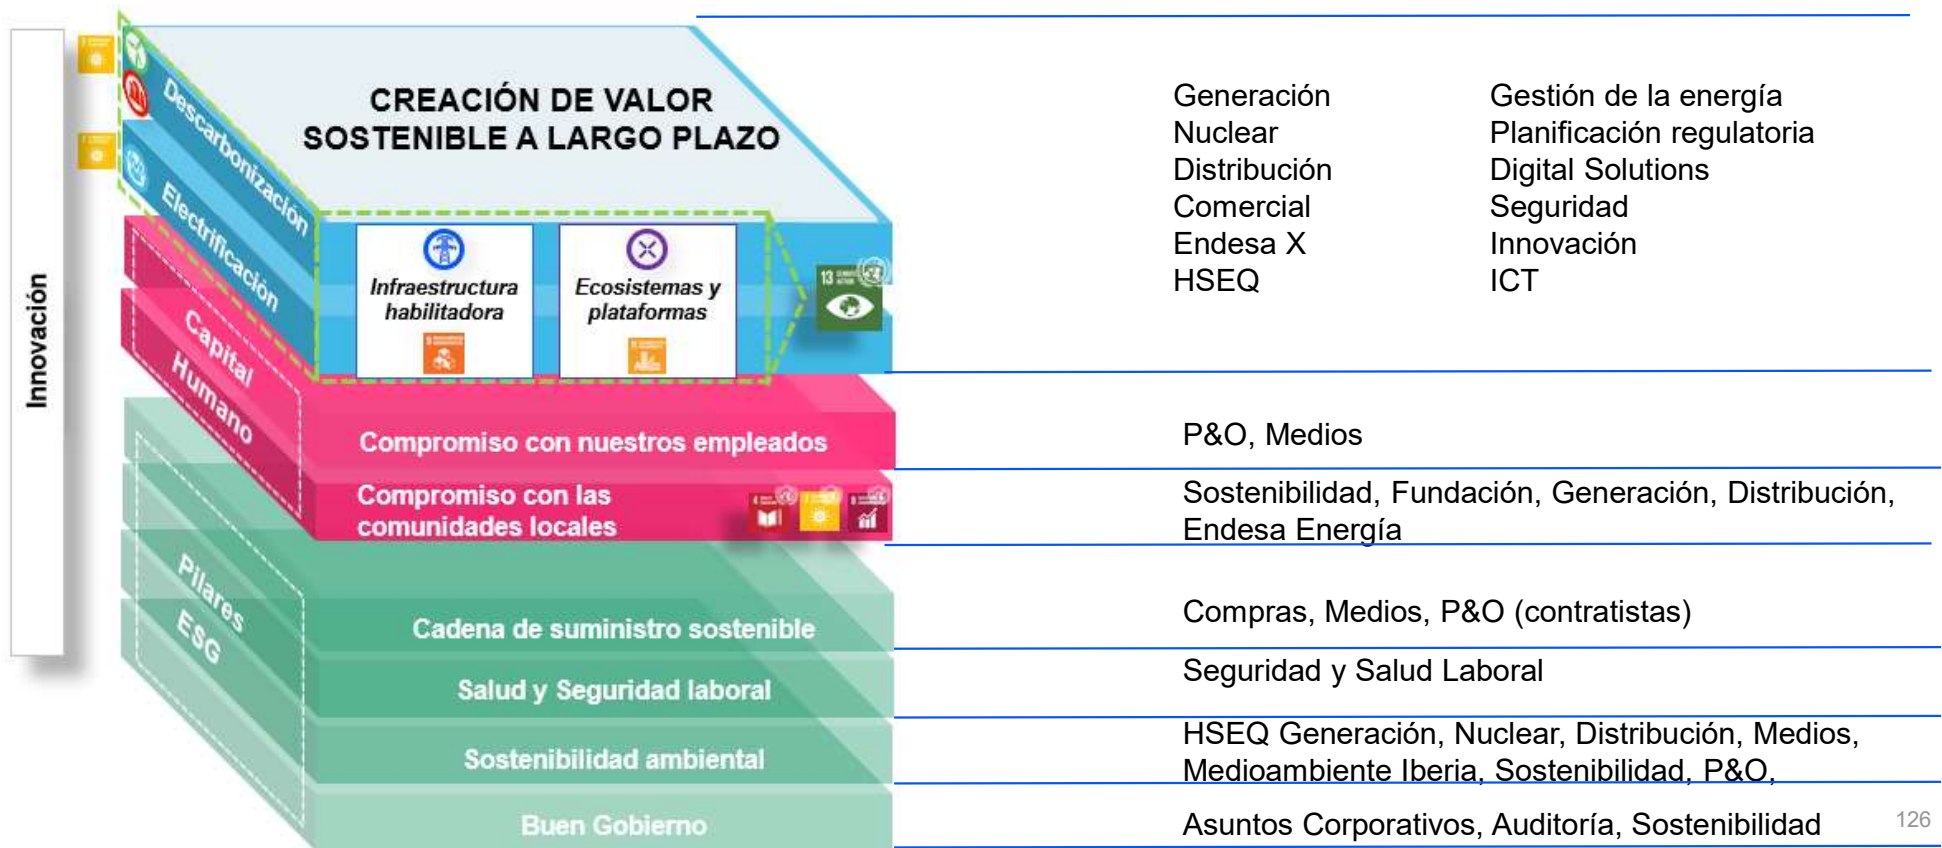 Innovación
Descarbonización
Electrificación
CREACIÓN DE VALOR
SOSTENIBLE A LARGO PLAZO
Infraestructura
habilitadora
Ecosistemas y
plataformas
13
Generación
Nuclear
Distribución
Comercial
Endesa X
HSEQ
Gestión de la energía
Planificación regulatoria
Digital Solutions
Seguridad
Innovación
ICT
Capital
Humano
Compromiso con nuestros empleados
P&O, Medios
Compromiso con las
comunidades locales
Sostenibilidad, Fundación, Generación, Distribución,
Endesa Energía
Pilares
ESG
Cadena de suministro sostenible
Compras, Medios, P&O (contratistas)
Salud y Seguridad laboral
Seguridad y Salud Laboral
Sostenibilidad ambiental
HSEQ Generación, Nuclear, Distribución, Medios,
Medioambiente Iberia, Sostenibilidad, P&O,
Buen Gobierno
Asuntos Corporativos, Auditoría, Sostenibilidad
126